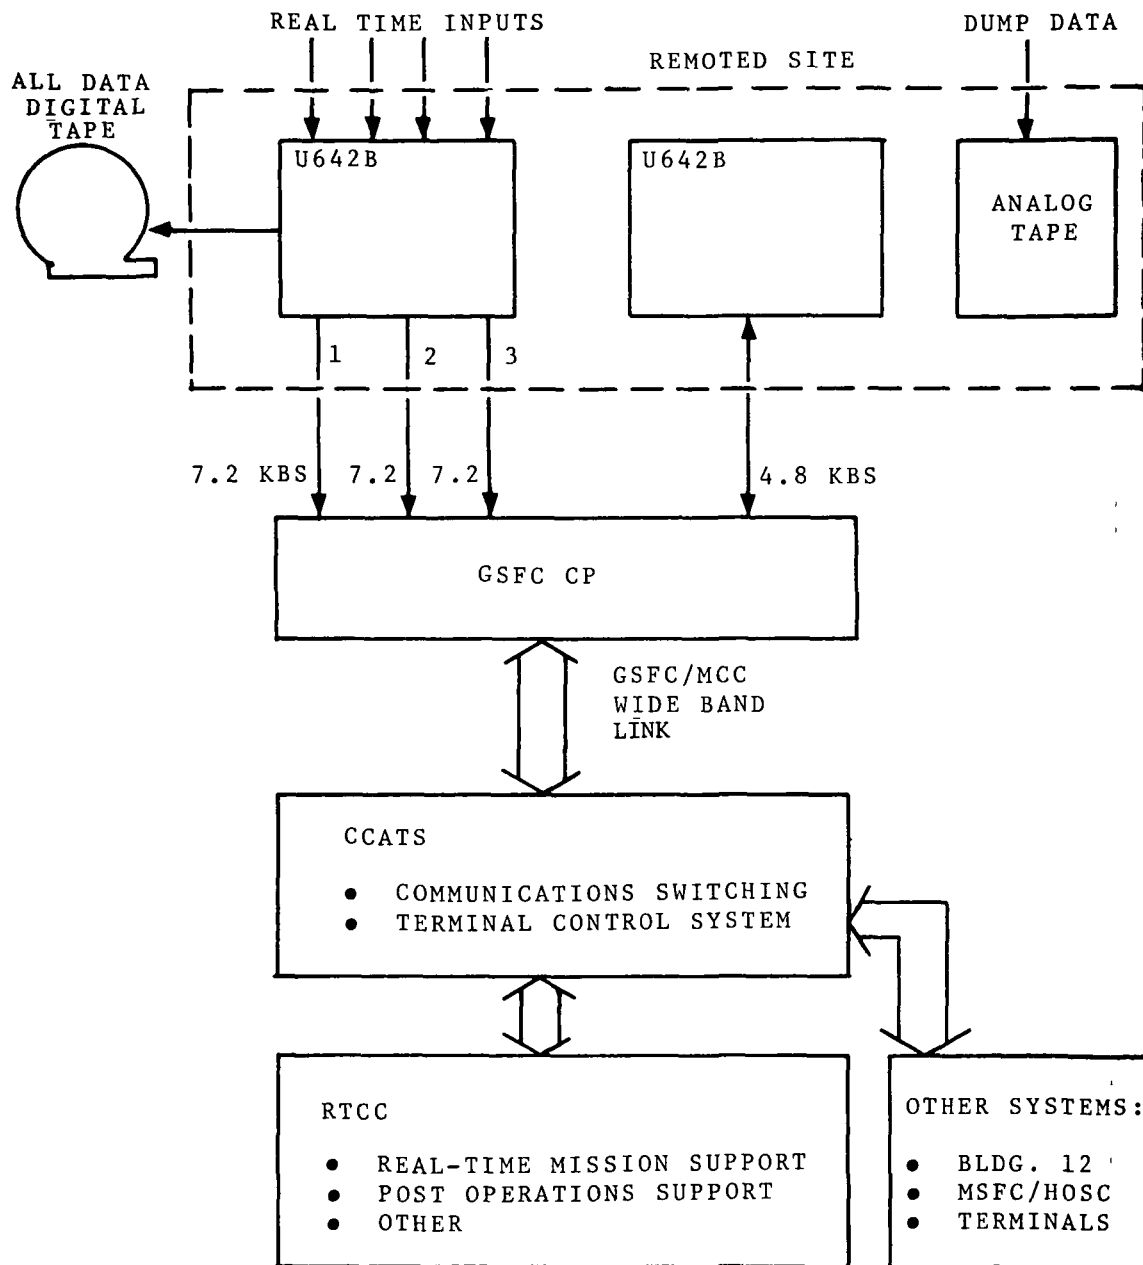 REAL TIME INPUTS
DUMP DATA
REMOTED SITE
ALL DATA
DIGITAL
TAPE
U642B
U642B
ANALOG
TAPE
1
2
3
7.2 KBS
7.2
7.2
4.8 KBS
GSFC CP
GSFC/MCC
WIDE BAND
LINK
CCATS
• COMMUNICATIONS SWITCHING
• TERMINAL CONTROL SYSTEM
RTCC
• REAL-TIME MISSION SUPPORT
• POST OPERATIONS SUPPORT
• OTHER
OTHER SYSTEMS:
• BLDG. 12
• MSFC/HOSC
• TERMINALS